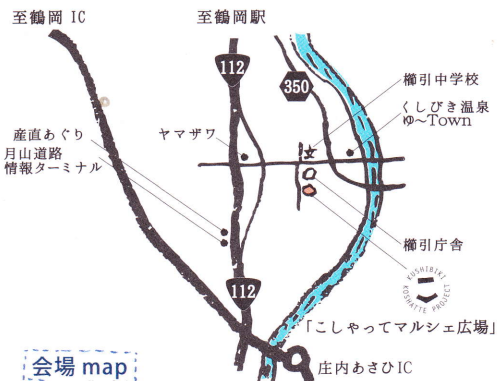 至鶴岡 IC
至鶴岡駅
112
350
櫛引中学校
くしびき温泉
ゆ～Town
産直あぐり
月山道路
情報ターミナル
ヤマザワ
文
櫛引庁舎
KUSHIBIKI
KOSHATTE PROJECT
112
「こしゃってマルシェ広場」
会場 map
庄内あさひIC